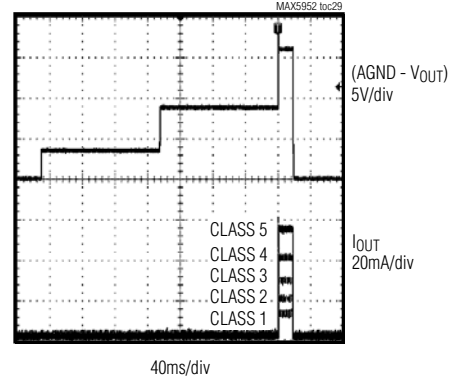 MAX5952 toc29
(AGND - VOUT)
5V/div
CLASS 5
CLASS 4
CLASS 3
CLASS 2
CLASS 1
IOUT
20mA/div
40ms/div